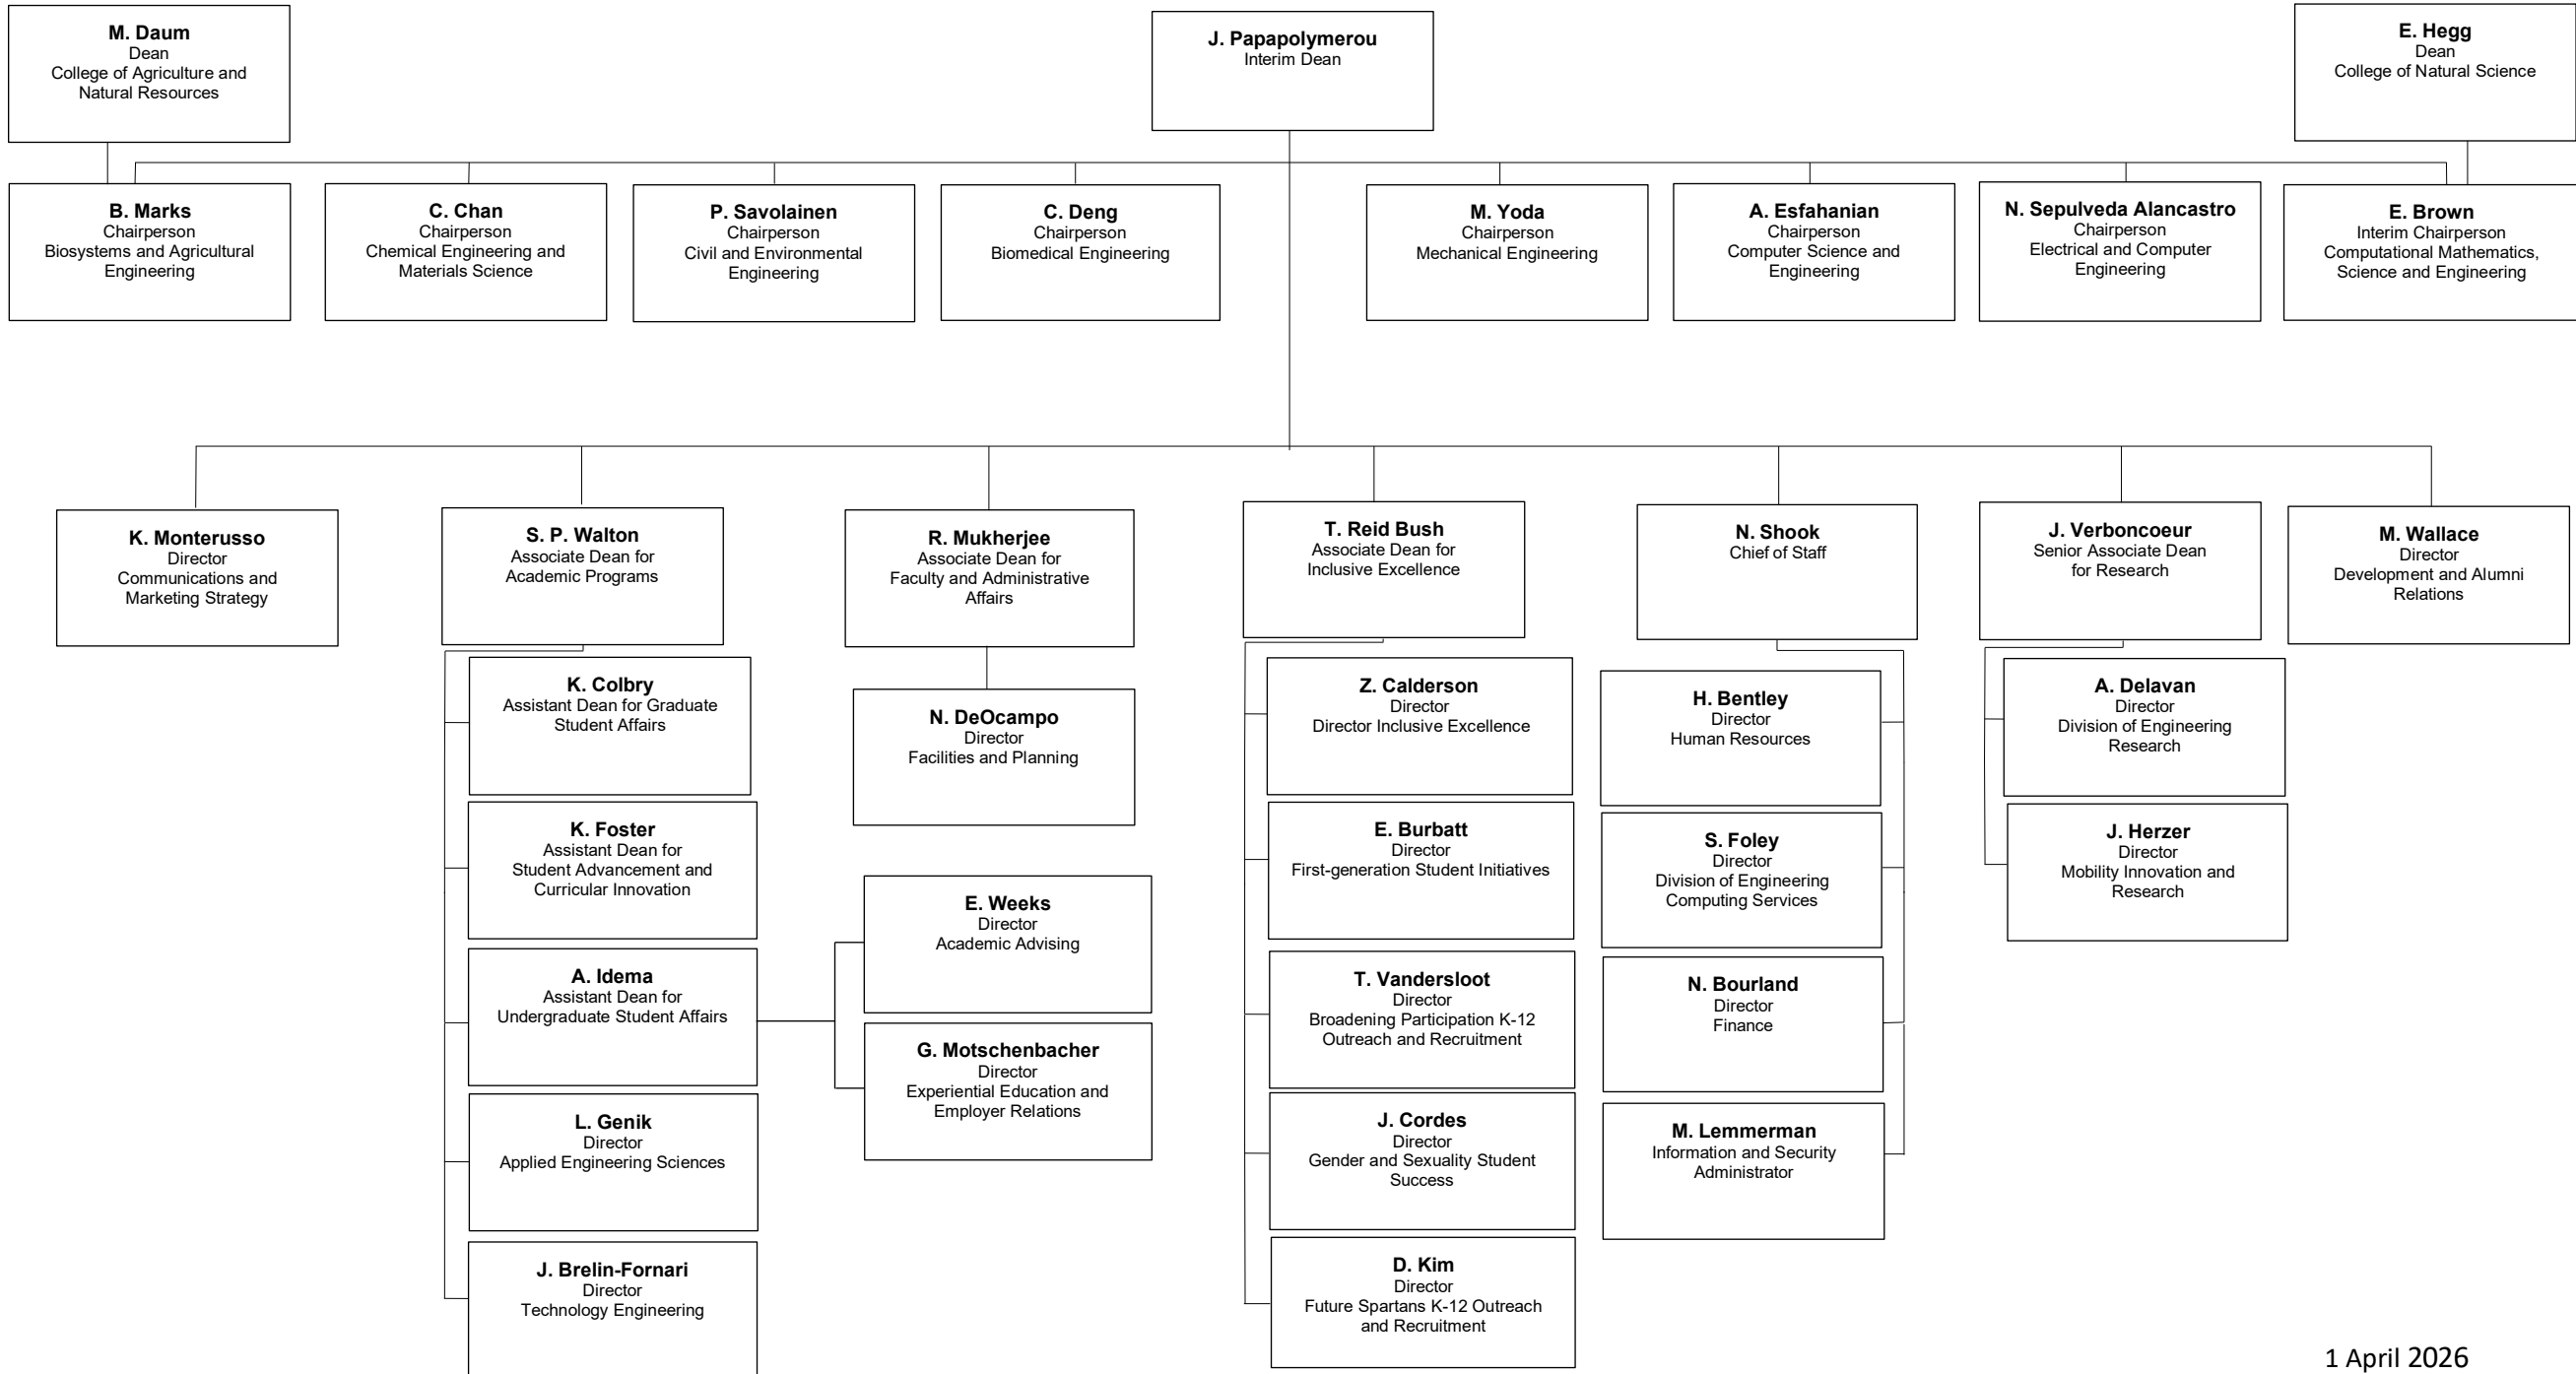 M. Daum
Dean
College of Agriculture and
Natural Resources
J. Papapolymerou
Interim Dean
E. Hegg
Dean
College of Natural Science
B. Marks
Chairperson
Biosystems and Agricultural
Engineering
C. Chan
Chairperson
Chemical Engineering and
Materials Science
P. Savolainen
Chairperson
Civil and Environmental
Engineering
C. Deng
Chairperson
Biomedical Engineering
M. Yoda
Chairperson
Mechanical Engineering
A. Esfahanian
Chairperson
Computer Science and
Engineering
N. Sepulveda Alancastro
Chairperson
Electrical and Computer
Engineering
E. Brown
Interim Chairperson
Computational Mathematics,
Science and Engineering
K. Monterusso
Director
Communications and
Marketing Strategy
S. P. Walton
Associate Dean for
Academic Programs
R. Mukherjee
Associate Dean for
Faculty and Administrative
Affairs
T. Reid Bush
Associate Dean for
Inclusive Excellence
N. Shook
Chief of Staff
J. Verboncoeur
Senior Associate Dean
for Research
M. Wallace
Director
Development and Alumni
Relations
K. Colbry
Assistant Dean for Graduate
Student Affairs
K. Foster
Assistant Dean for
Student Advancement and
Curricular Innovation
A. Idema
Assistant Dean for
Undergraduate Student Affairs
L. Genik
Director
Applied Engineering Sciences
J. Brelin-Fornari
Director
Technology Engineering
N. DeOcampo
Director
Facilities and Planning
E. Weeks
Director
Academic Advising
G. Motschenbacher
Director
Experiential Education and
Employer Relations
Z. Calderson
Director
Director Inclusive Excellence
E. Burbatt
Director
First-generation Student Initiatives
T. Vandersloot
Director
Broadening Participation K-12
Outreach and Recruitment
J. Cordes
Director
Gender and Sexuality Student
Success
D. Kim
Director
Future Spartans K-12 Outreach
and Recruitment
H. Bentley
Director
Human Resources
S. Foley
Director
Division of Engineering
Computing Services
N. Bourland
Director
Finance
M. Lemmerman
Information and Security
Administrator
A. Delavan
Director
Division of Engineering
Research
J. Herzer
Director
Mobility Innovation and
Research
1 April 2026